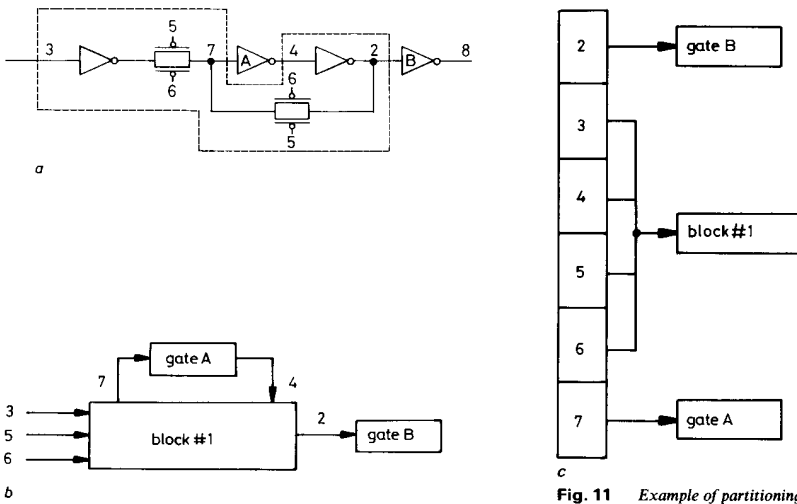 5
3 7 A 4 2 B 8
6
6
5
a
2 gate B
3
4
block#1
5
6
7 gate A
c
gate A
7 4
3
5 block #1 2 gate B
6
b
Fig. 11 Example of partitioning